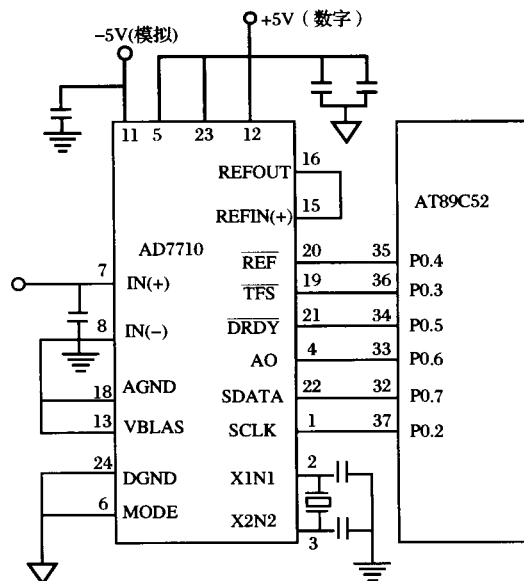 +5V（数字）
-5V(模拟)
11 5 23 12
REFOUT 16
REFIN(+) 15
AT89C52
AD7710
7 IN(+)
REF 20 35 P0.4
TFS 19 36 P0.3
8 IN(-)
DRDY 21 34 P0.5
AO 4 33 P0.6
18 AGND
SDATA 22 32 P0.7
13 VBLAS
SCLK 1 37 P0.2
24 DGND
X1N1 2
6 MODE
X2N2 3